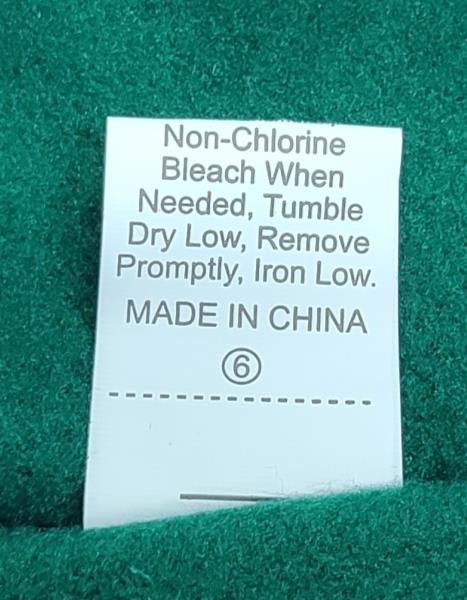 Non-Chlorine
Bleach When
Needed, Tumble
Dry Low, Remove
Promptly, Iron Low.
MADE IN CHINA
⑥